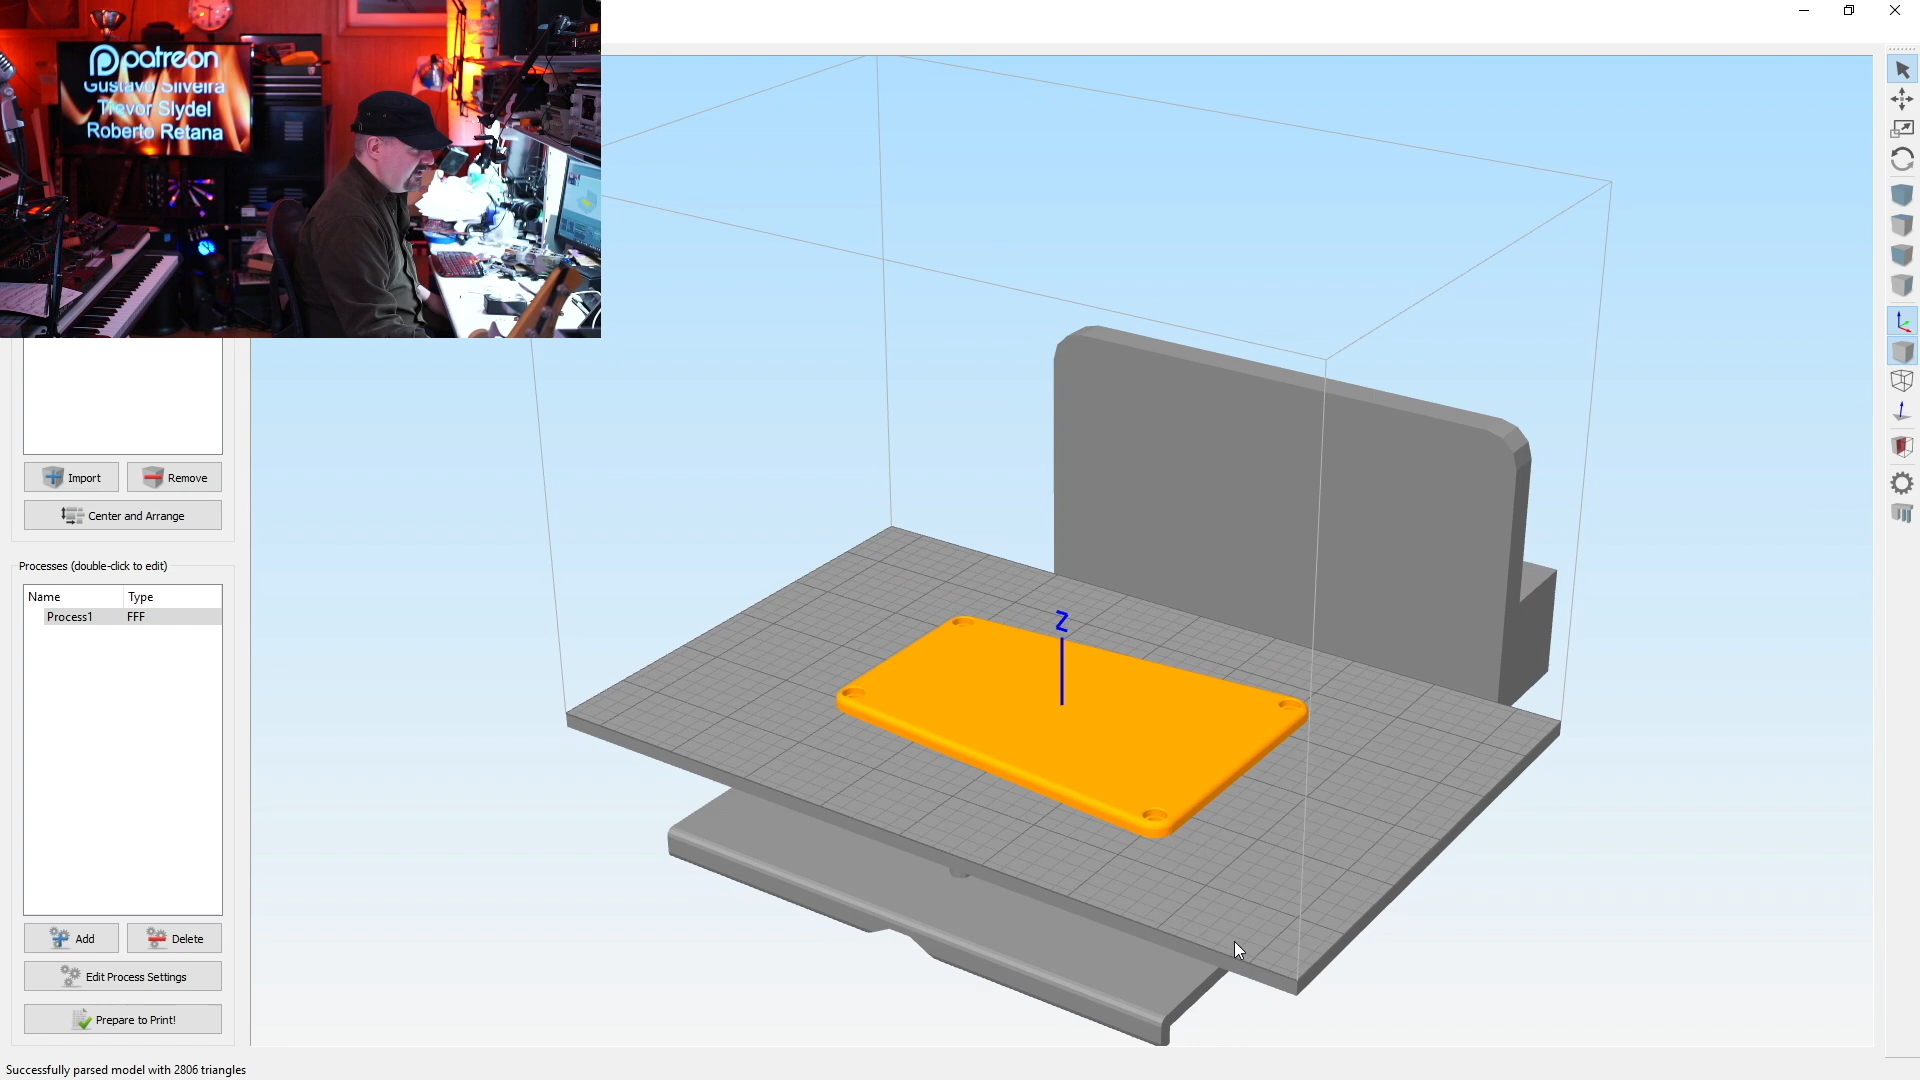 patreon
Gustavo Silveira
Trevor Slydel
Roberto Retana
Import
Remove
Center and Arrange
Processes (double-click to edit)
Name Type
Process1 FFF
Add
Delete
Edit Process Settings
Prepare to Print!
Z
Successfully parsed model with 2806 triangles